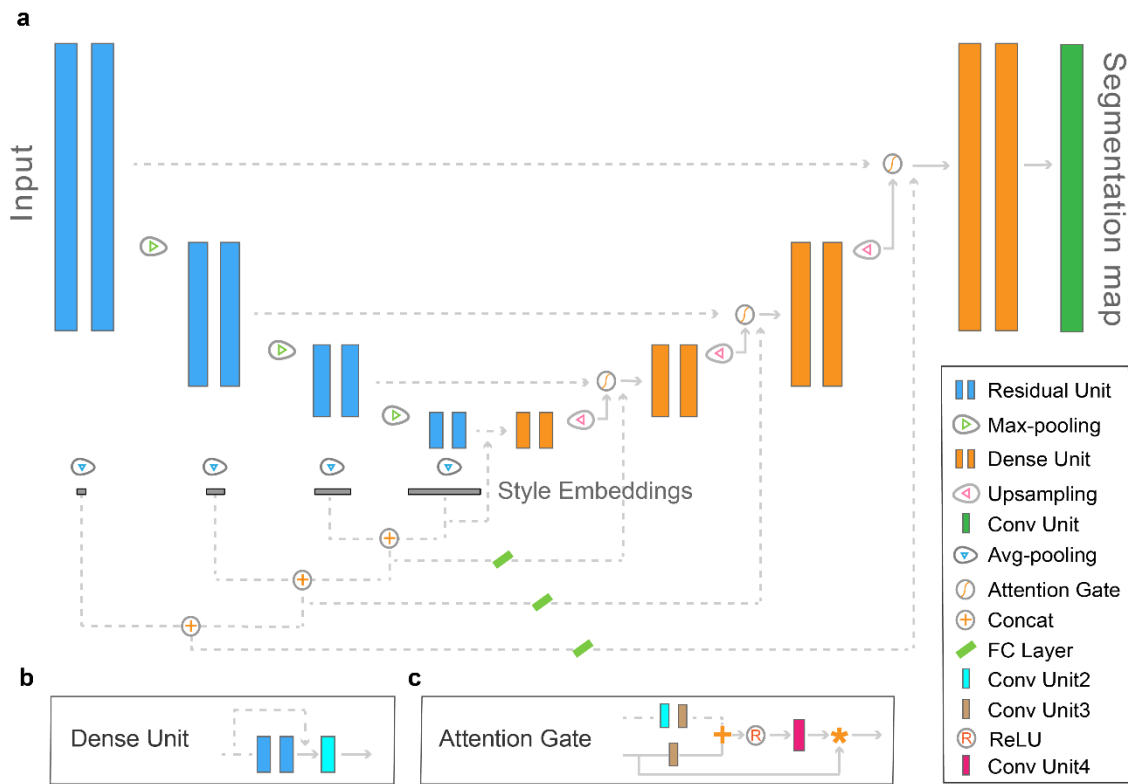 a
Input
Segmentation map
Style Embeddings
Residual Unit
Max-pooling
Dense Unit
Upsampling
Conv Unit
Avg-pooling
Attention Gate
Concat
FC Layer
Conv Unit2
Conv Unit3
R ReLU
Conv Unit4
b
Dense Unit
c
Attention Gate
R